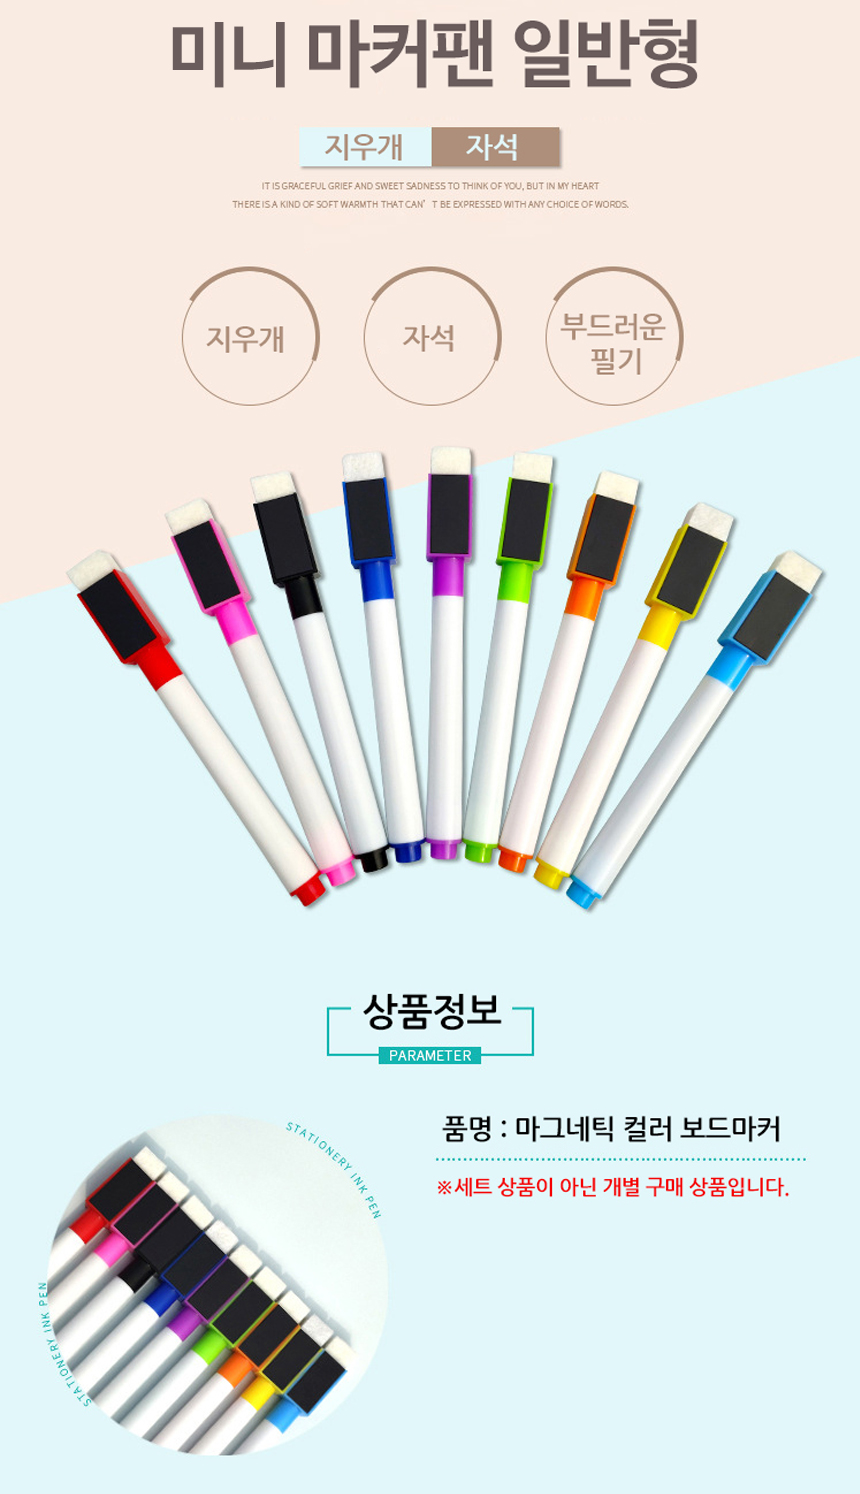 미니 마커팬 일반형
지우개 자석
IT IS GRACEFUL GRIEF AND SWEET SADNESS TO THINK OF YOU, BUT IN MY HEART
THERE IS A KIND OF SOFT WARMTH THAT CAN' T BE EXPRESSED WITH ANY CHOICE OF WORDS.
지우개
자석
부드러운
필기
상품정보
PARAMETER
STATIONERY INK PEN
STATIONERY INK PEN
품명 : 마그네틱 컬러 보드마커
※세트 상품이 아닌 개별 구매 상품입니다.